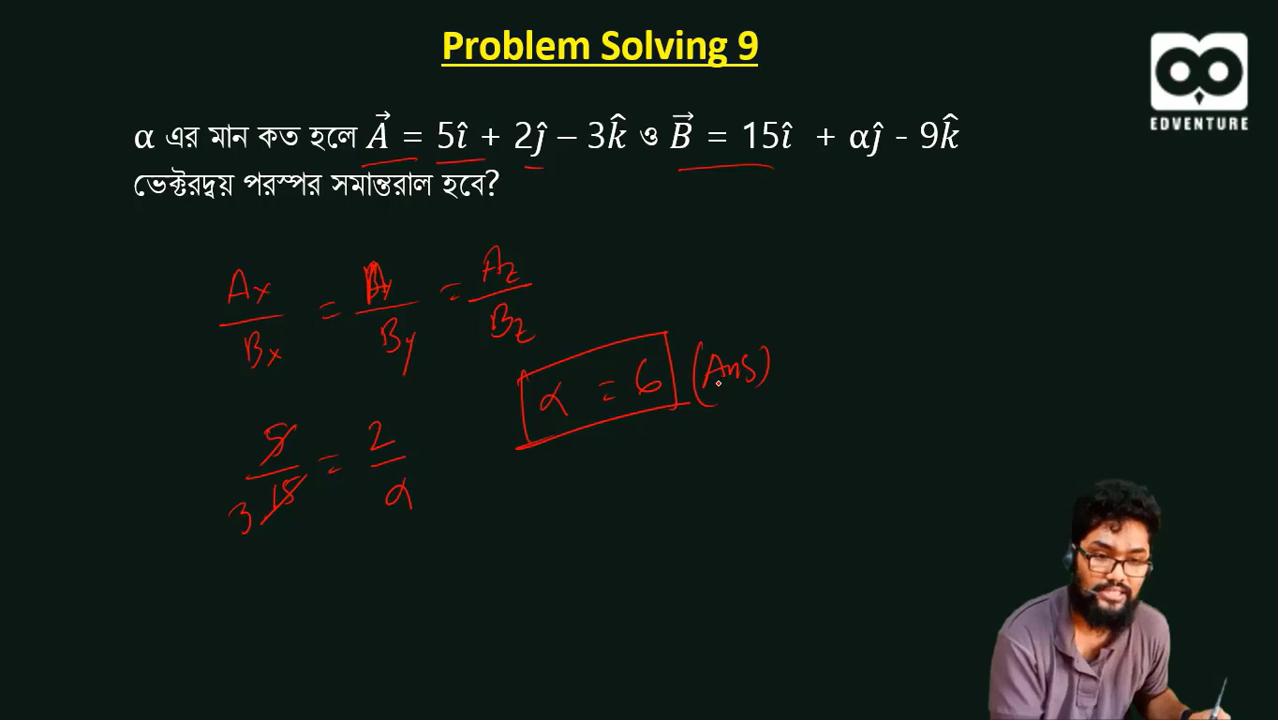 Problem Solving 9
EDVENTURE
α এর মান কত হলে A⃗ = 5î + 2ĵ − 3k̂ ও B⃗ = 15î + αĵ - 9k̂
ভেক্টরদ্বয় পরস্পর সমান্তরাল হবে?
Ax/Bx = Ay/By = Az/Bz
α = 6 (Ans)
5/15 = 2/α
3